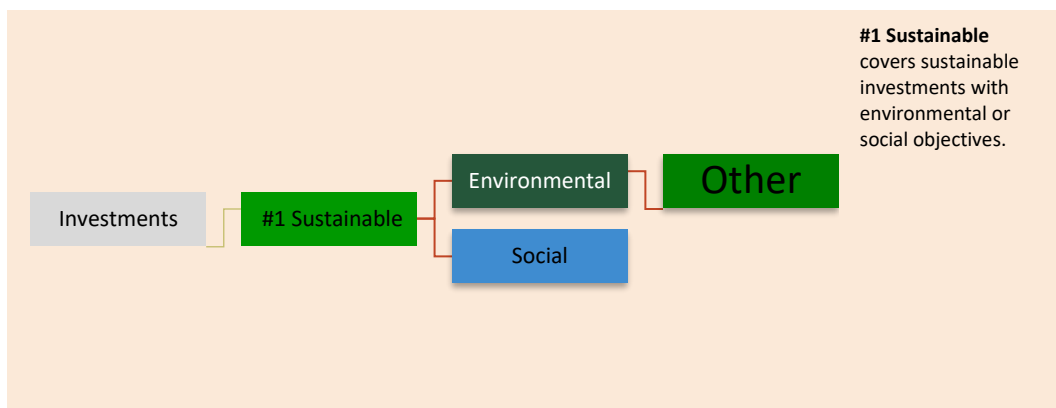 #1 Sustainable
covers sustainable
investments with
environmental or
social objectives.
Investments
#1 Sustainable
Environmental
Other
Social